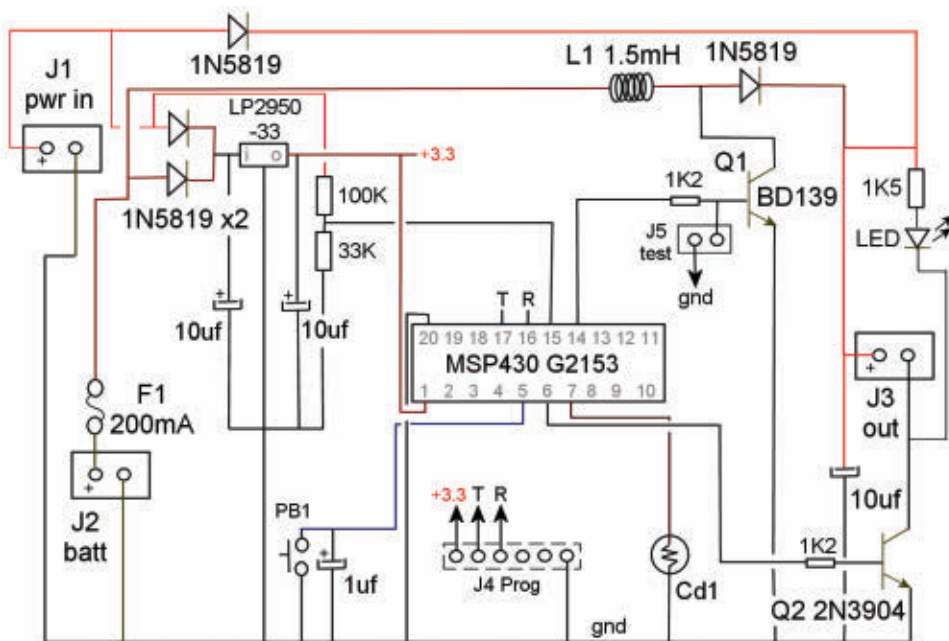 1N5819
J1
pwr in
+
L1 1.5mH
1N5819
LP2950
-33
i o
+3.3
1N5819 x2
100K
33K
Q1
BD139
1K2
J5
test
gnd
1K5
LED
+
10uf
+
10uf
T R
20 19 18 17 16 15 14 13 12 11
MSP430 G2153
1 2 3 4 5 6 7 8 9 10
F1
200mA
+
J2
batt
+
J3
out
10uf
PB1
+
1uf
+3.3 T R
J4 Prog
Cd1
1K2
Q2 2N3904
gnd